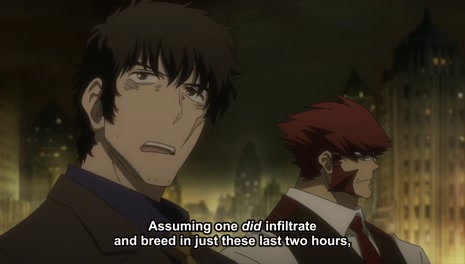 Assuming one did infiltrate
and breed in just these last two hours,